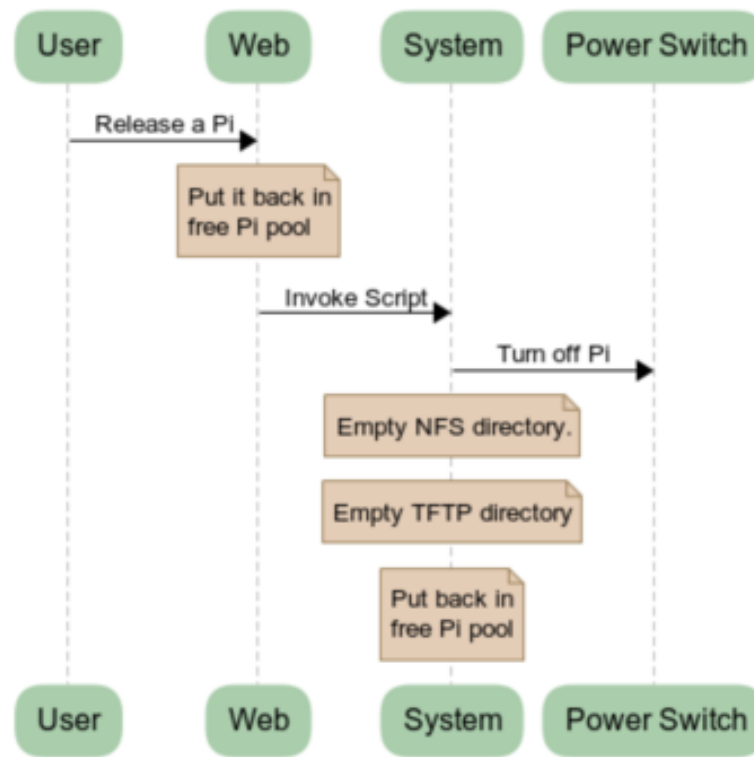 User
Web
System
Power Switch
Release a Pi
Put it back in
free Pi pool
Invoke Script
Turn off Pi
Empty NFS directory.
Empty TFTP directory
Put back in
free Pi pool
User
Web
System
Power Switch